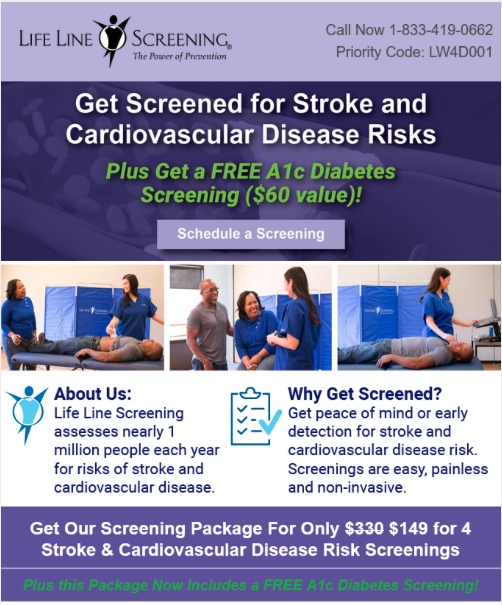 LIFE LINE SCREENING®
The Power of Prevention
Call Now 1-833-419-0662
Priority Code: LW4D001
Get Screened for Stroke and
Cardiovascular Disease Risks
Plus Get a FREE A1c Diabetes
Screening ($60 value)!
Schedule a Screening
LIFE LINE SCREENING
About Us:
Life Line Screening
assesses nearly 1
million people each year
for risks of stroke and
cardiovascular disease.
Why Get Screened?
Get peace of mind or early
detection for stroke and
cardiovascular disease risk.
Screenings are easy, painless
and non-invasive.
Get Our Screening Package For Only $330 $149 for 4
Stroke & Cardiovascular Disease Risk Screenings
Plus this Package Now Includes a FREE A1c Diabetes Screening!